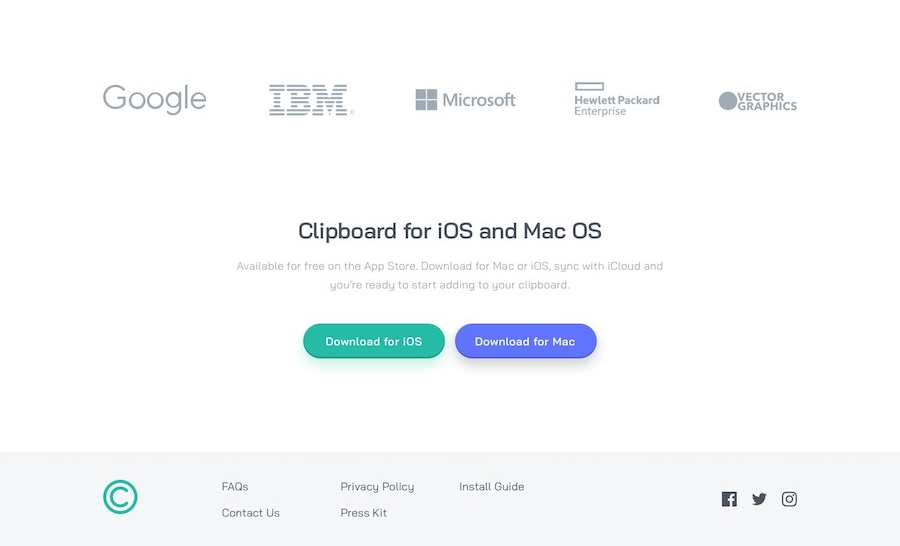 Google
IBM®
Microsoft
Hewlett Packard
Enterprise
VECTOR
GRAPHICS
Clipboard for iOS and Mac OS
Available for free on the App Store. Download for Mac or iOS, sync with iCloud and
you're ready to start adding to your clipboard.
Download for iOS
Download for Mac
FAQs
Privacy Policy
Install Guide
Contact Us
Press Kit